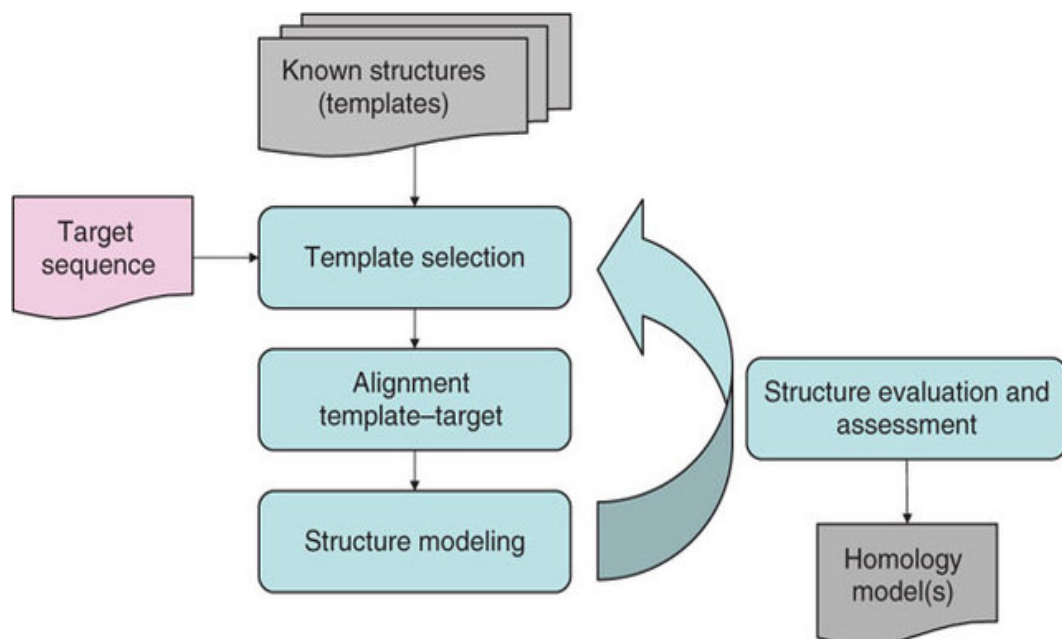 Known structures
(templates)
Target
sequence
Template selection
Alignment
template–target
Structure modeling
Structure evaluation and
assessment
Homology
model(s)